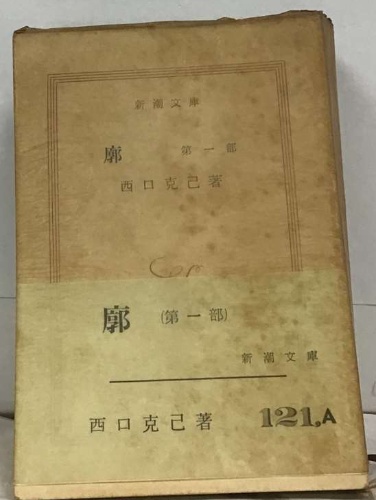 新潮文庫
廓 第一部
西口克己著
廓 (第一部)
新潮文庫
西口克己著 121.A